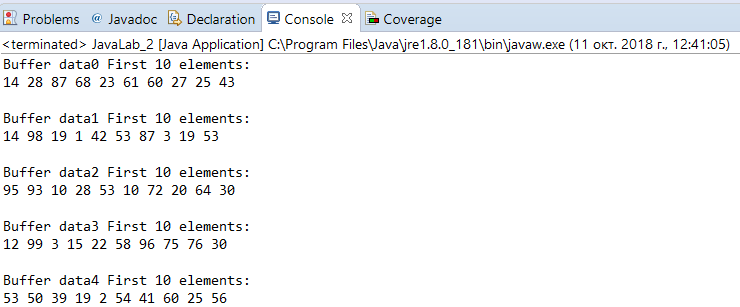 Problems @ Javadoc Declaration Console Coverage
<terminated> JavaLab_2 [Java Application] C:\Program Files\Java\jre1.8.0_181\bin\javaw.exe (11 окт. 2018 г., 12:41:05)
Buffer data0 First 10 elements:
14 28 87 68 23 61 60 27 25 43
Buffer data1 First 10 elements:
14 98 19 1 42 53 87 3 19 53
Buffer data2 First 10 elements:
95 93 10 28 53 10 72 20 64 30
Buffer data3 First 10 elements:
12 99 3 15 22 58 96 75 76 30
Buffer data4 First 10 elements:
53 50 39 19 2 54 41 60 25 56